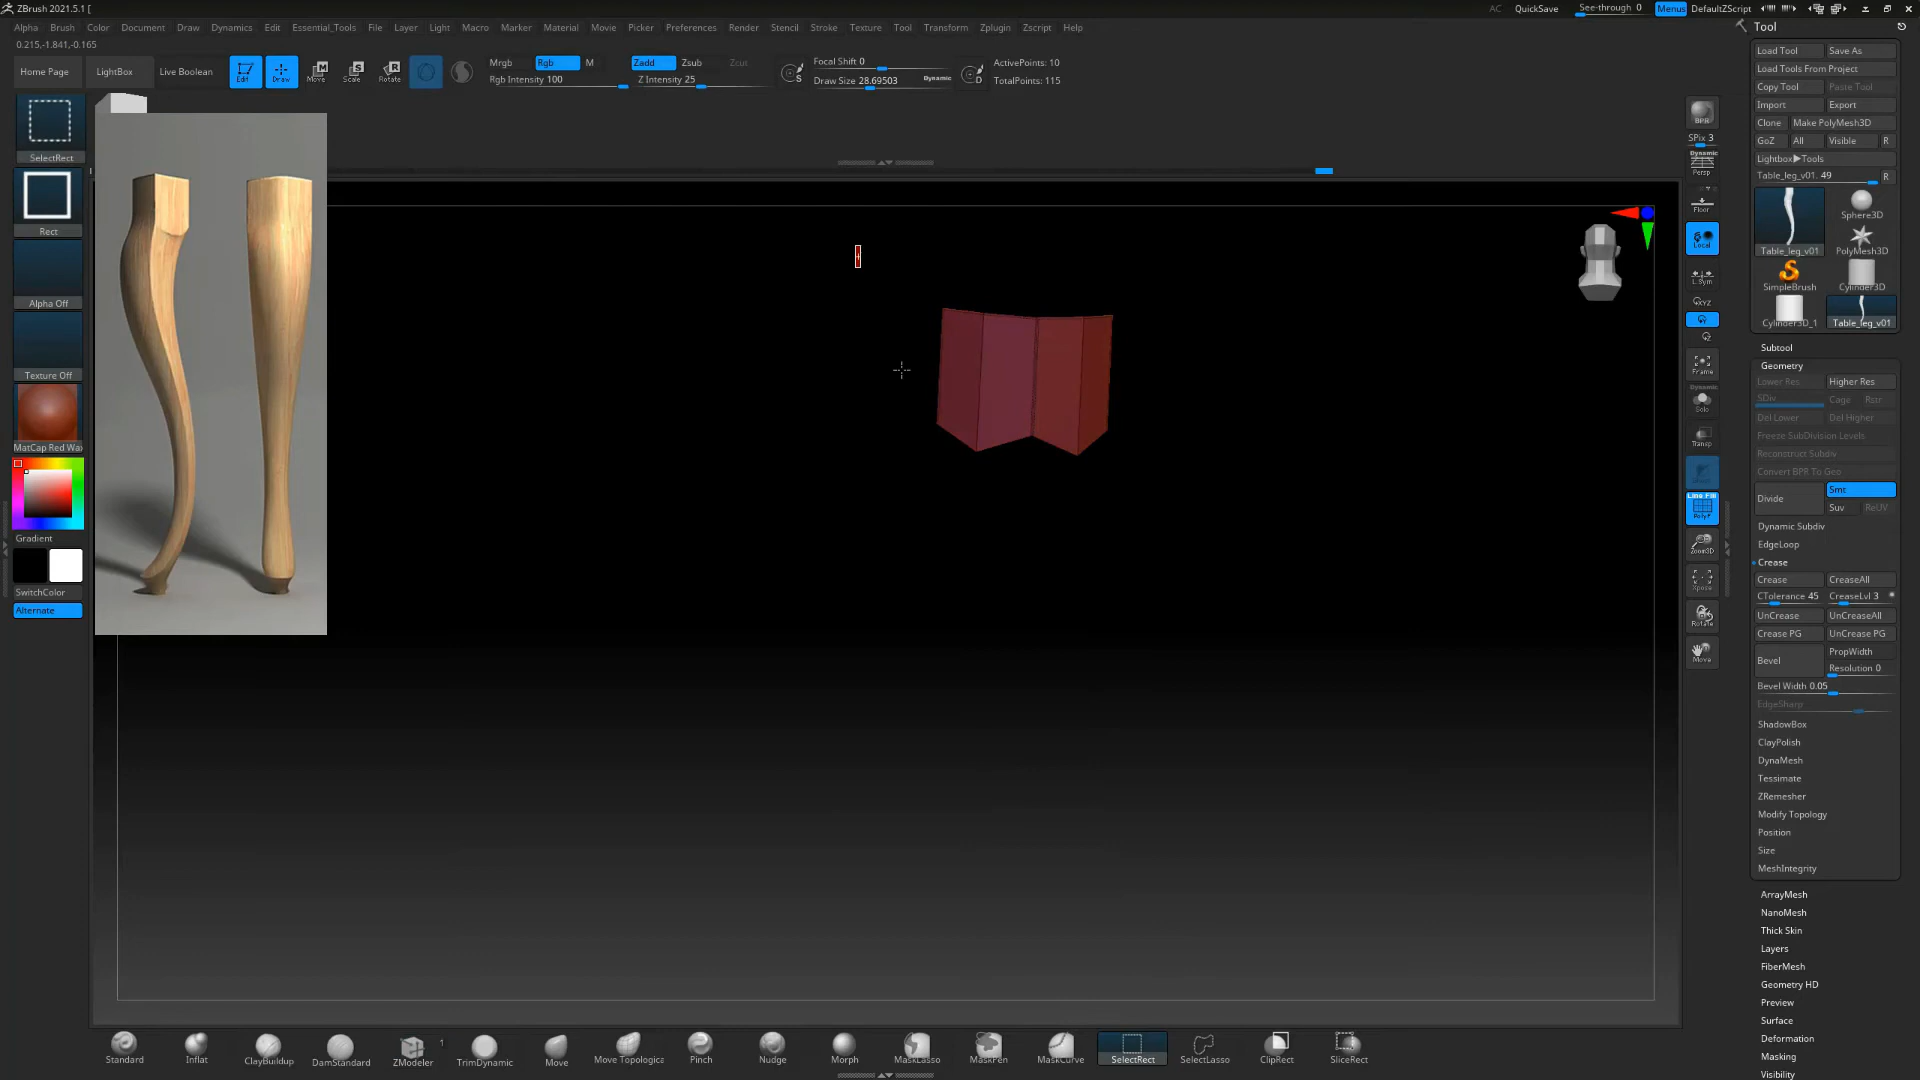 ZBrush 2021.5.1 [
AC QuickSave See-through 0 Menus DefaultZScript
Alpha Brush Color Document Draw Dynamics Edit Essential_Tools File Layer Light Macro Marker Material Movie Picker Preferences Render Stencil Stroke Texture Tool Transform Zplugin Zscript Help
0.215,-1.841,-0.165
Home Page LightBox Live Boolean Edit Draw Move Scale Rotate
Mrgb Rgb M Zadd Zsub Zcut Focal Shift 0 ActivePoints: 10
Rgb Intensity 100 Z Intensity 25 Draw Size 28.69503 Dynamic TotalPoints: 115
S D
SelectRect
Rect
Alpha Off
Texture Off
MatCap Red Wax
Gradient
SwitchColor
Alternate
BPR
SPix 3
Dynamic
Persp
Floor
Local
L.Sym
XYZ
Y
Z
Frame
Dynamic
Solo
Transp
Line Fill
PolyF
Zoom3D
Xpose
Rotate
Move
Tool
Load Tool Save As
Load Tools From Project
Copy Tool Paste Tool
Import Export
Clone Make PolyMesh3D
GoZ All Visible R
Lightbox▶Tools
Table_leg_v01. 49 R
Table_leg_v01 Sphere3D
PolyMesh3D
SimpleBrush Cylinder3D
Cylinder3D_1 Table_leg_v01
Subtool
Geometry
Lower Res Higher Res
SDiv Cage Rstr
Del Lower Del Higher
Freeze SubDivision Levels
Reconstruct Subdiv
Convert BPR To Geo
Divide Smt
Suv ReUV
Dynamic Subdiv
EdgeLoop
Crease
Crease CreaseAll
CTolerance 45 CreaseLvl 3
UnCrease UnCreaseAll
Crease PG UnCrease PG
Bevel PropWidth
Resolution 0
Bevel Width 0.05
EdgeSharp
ShadowBox
ClayPolish
DynaMesh
Tessimate
ZRemesher
Modify Topology
Position
Size
MeshIntegrity
ArrayMesh
NanoMesh
Thick Skin
Layers
FiberMesh
Geometry HD
Preview
Surface
Deformation
Masking
Visibility
1
Standard Inflat ClayBuildup DamStandard ZModeler TrimDynamic Move Move Topologica Pinch Nudge Morph MaskLasso MaskPen MaskCurve SelectRect SelectLasso ClipRect SliceRect